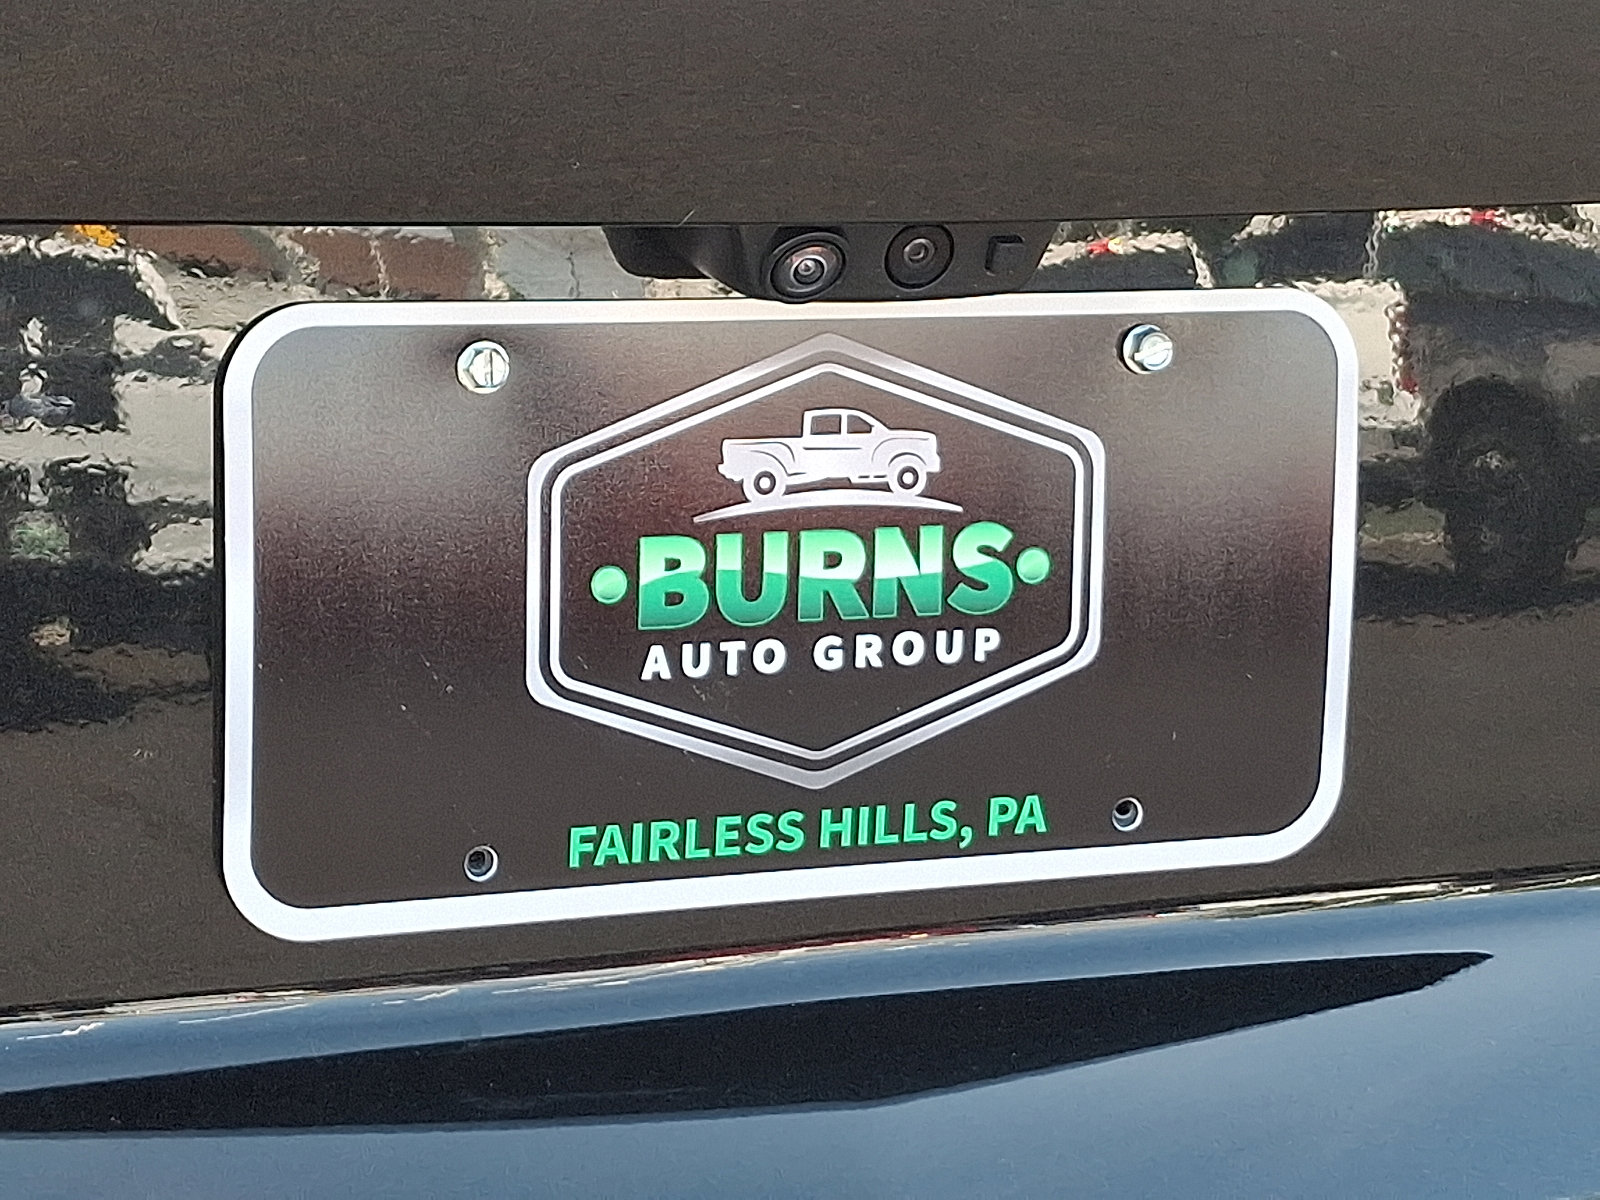 BURNS
AUTO GROUP
FAIRLESS HILLS, PA